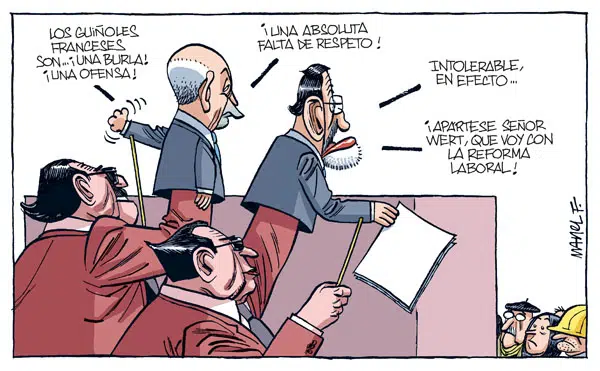 LOS GUIÑOLES
FRANCESES
SON...¡UNA BURLA!
¡UNA OFENSA!
¡UNA ABSOLUTA
FALTA DE RESPETO!
INTOLERABLE,
EN EFECTO...
¡APÁRTESE SEÑOR
WERT, QUE VOY CON
LA REFORMA
LABORAL!
MANEL F.